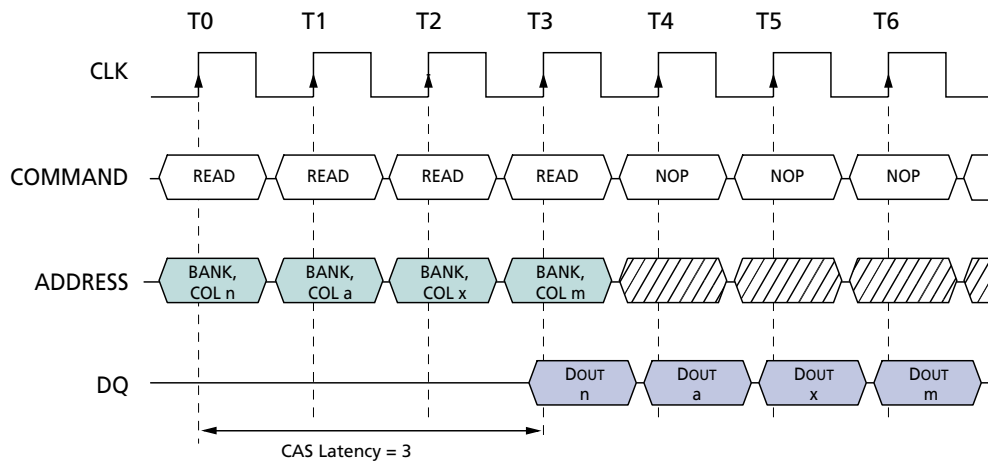 T0 T1 T2 T3 T4 T5 T6
CLK
COMMAND READ READ READ READ NOP NOP NOP
ADDRESS BANK, COL n BANK, COL a BANK, COL x BANK, COL m
DQ DOUT n DOUT a DOUT x DOUT m
CAS Latency = 3